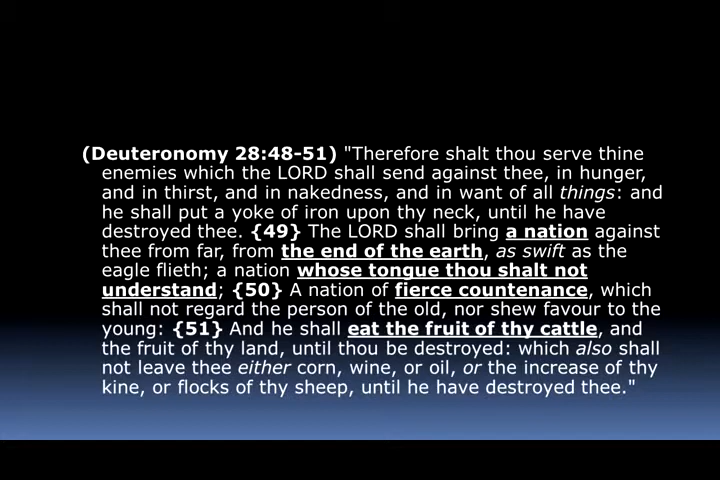 (Deuteronomy 28:48-51) "Therefore shalt thou serve thine
enemies which the LORD shall send against thee, in hunger,
and in thirst, and in nakedness, and in want of all things: and
he shall put a yoke of iron upon thy neck, until he have
destroyed thee. {49} The LORD shall bring a nation against
thee from far, from the end of the earth, as swift as the
eagle flieth; a nation whose tongue thou shalt not
understand; {50} A nation of fierce countenance, which
shall not regard the person of the old, nor shew favour to the
young: {51} And he shall eat the fruit of thy cattle, and
the fruit of thy land, until thou be destroyed: which also shall
not leave thee either corn, wine, or oil, or the increase of thy
kine, or flocks of thy sheep, until he have destroyed thee."